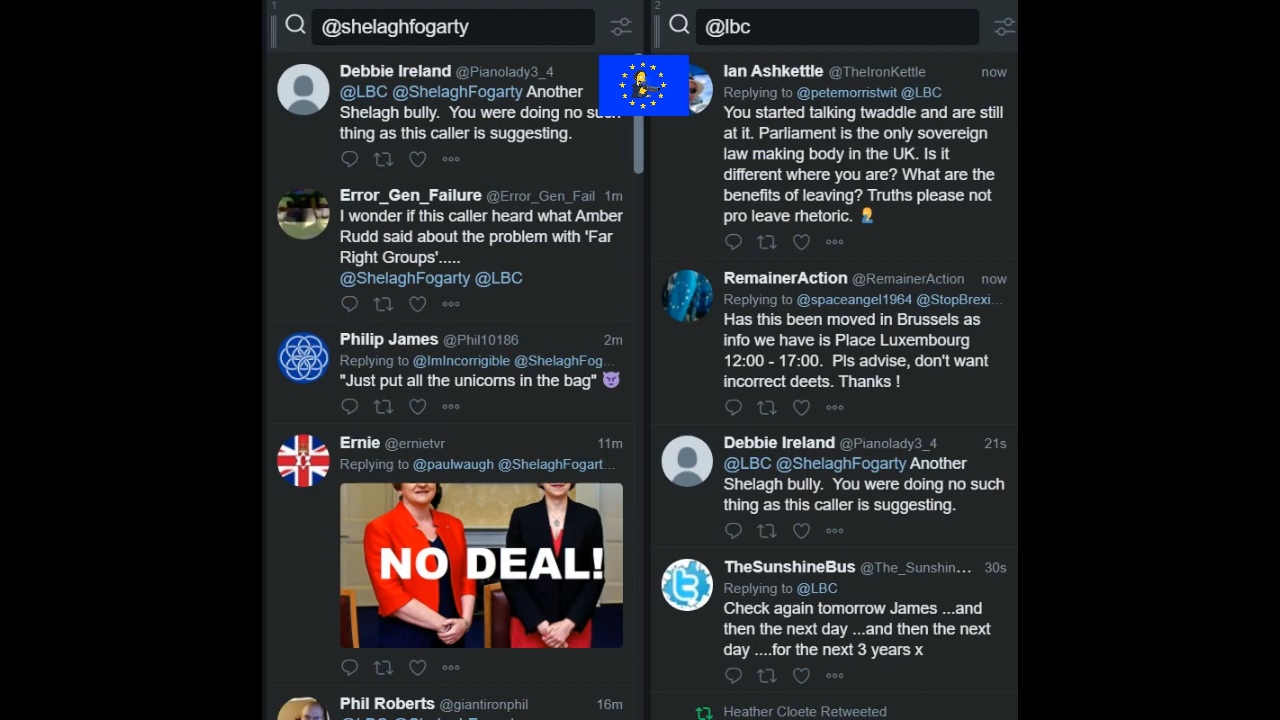 1
@shelaghfogarty
Debbie Ireland @Pianolady3_4
@LBC @ShelaghFogarty Another
Shelagh bully. You were doing no such
thing as this caller is suggesting.
Error_Gen_Failure @Error_Gen_Fail 1m
I wonder if this caller heard what Amber
Rudd said about the problem with 'Far
Right Groups'.....
@ShelaghFogarty @LBC
Philip James @Phil10186 2m
Replying to @ImIncorrigible @ShelaghFog...
"Just put all the unicorns in the bag" 😈
Ernie @ernietvr 11m
Replying to @paulwaugh @ShelaghFogart...
NO DEAL!
Phil Roberts @giantironphil 16m
2
@lbc
Ian Ashkettle @TheIronKettle now
Replying to @petemorristwit @LBC
You started talking twaddle and are still
at it. Parliament is the only sovereign
law making body in the UK. Is it
different where you are? What are the
benefits of leaving? Truths please not
pro leave rhetoric. 🤦‍♂️
RemainerAction @RemainerAction now
Replying to @spaceangel1964 @StopBrexi...
Has this been moved in Brussels as
info we have is Place Luxembourg
12:00 - 17:00. Pls advise, don't want
incorrect deets. Thanks !
Debbie Ireland @Pianolady3_4 21s
@LBC @ShelaghFogarty Another
Shelagh bully. You were doing no such
thing as this caller is suggesting.
TheSunshineBus @The_Sunshin... 30s
Replying to @LBC
Check again tomorrow James ...and
then the next day ...and then the next
day ....for the next 3 years x
Heather Cloete Retweeted